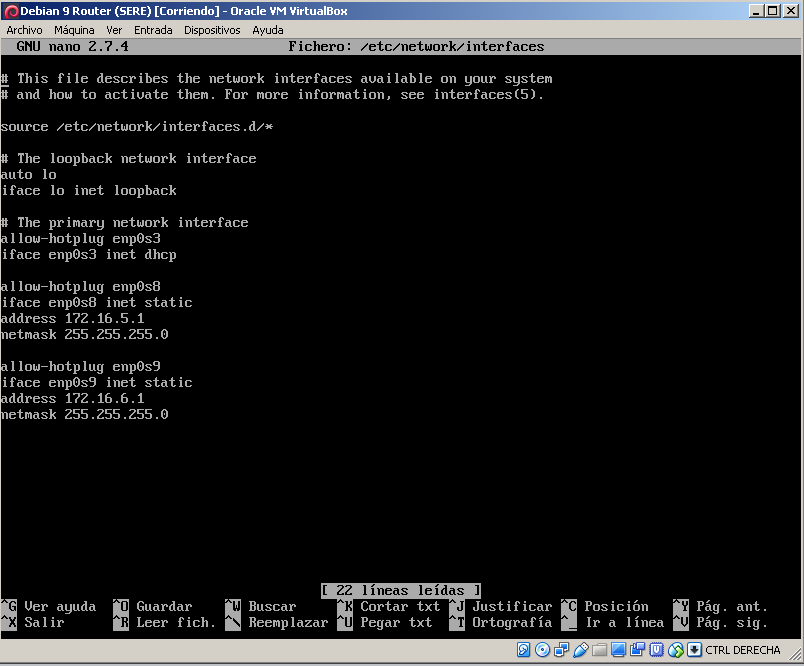 Debian 9 Router (SERE) [Corriendo] - Oracle VM VirtualBox
Archivo Máquina Ver Entrada Dispositivos Ayuda
GNU nano 2.7.4 Fichero: /etc/network/interfaces
# This file describes the network interfaces available on your system
# and how to activate them. For more information, see interfaces(5).
source /etc/network/interfaces.d/*
# The loopback network interface
auto lo
iface lo inet loopback
# The primary network interface
allow-hotplug enp0s3
iface enp0s3 inet dhcp
allow-hotplug enp0s8
iface enp0s8 inet static
address 172.16.5.1
netmask 255.255.255.0
allow-hotplug enp0s9
iface enp0s9 inet static
address 172.16.6.1
netmask 255.255.255.0
[ 22 líneas leídas ]
^G Ver ayuda ^O Guardar ^W Buscar ^K Cortar txt ^J Justificar ^C Posición ^Y Pág. ant.
^X Salir ^R Leer fich. ^\ Reemplazar ^U Pegar txt ^T Ortografía ^_ Ir a línea ^V Pág. sig.
CTRL DERECHA